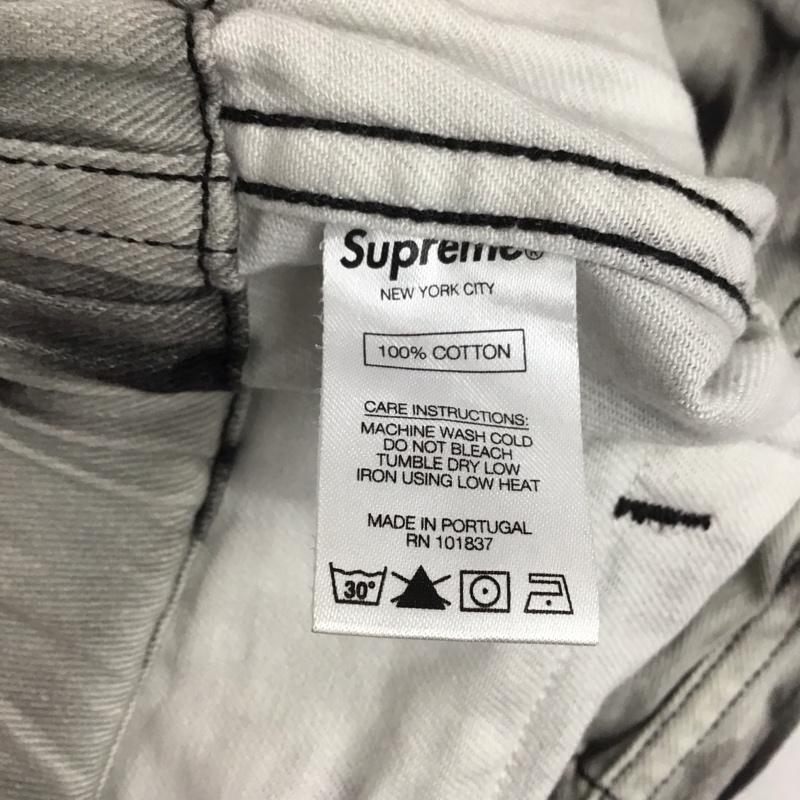 Supreme®
NEW YORK CITY
100% COTTON
CARE INSTRUCTIONS:
MACHINE WASH COLD
DO NOT BLEACH
TUMBLE DRY LOW
IRON USING LOW HEAT
MADE IN PORTUGAL
RN 101837
30°